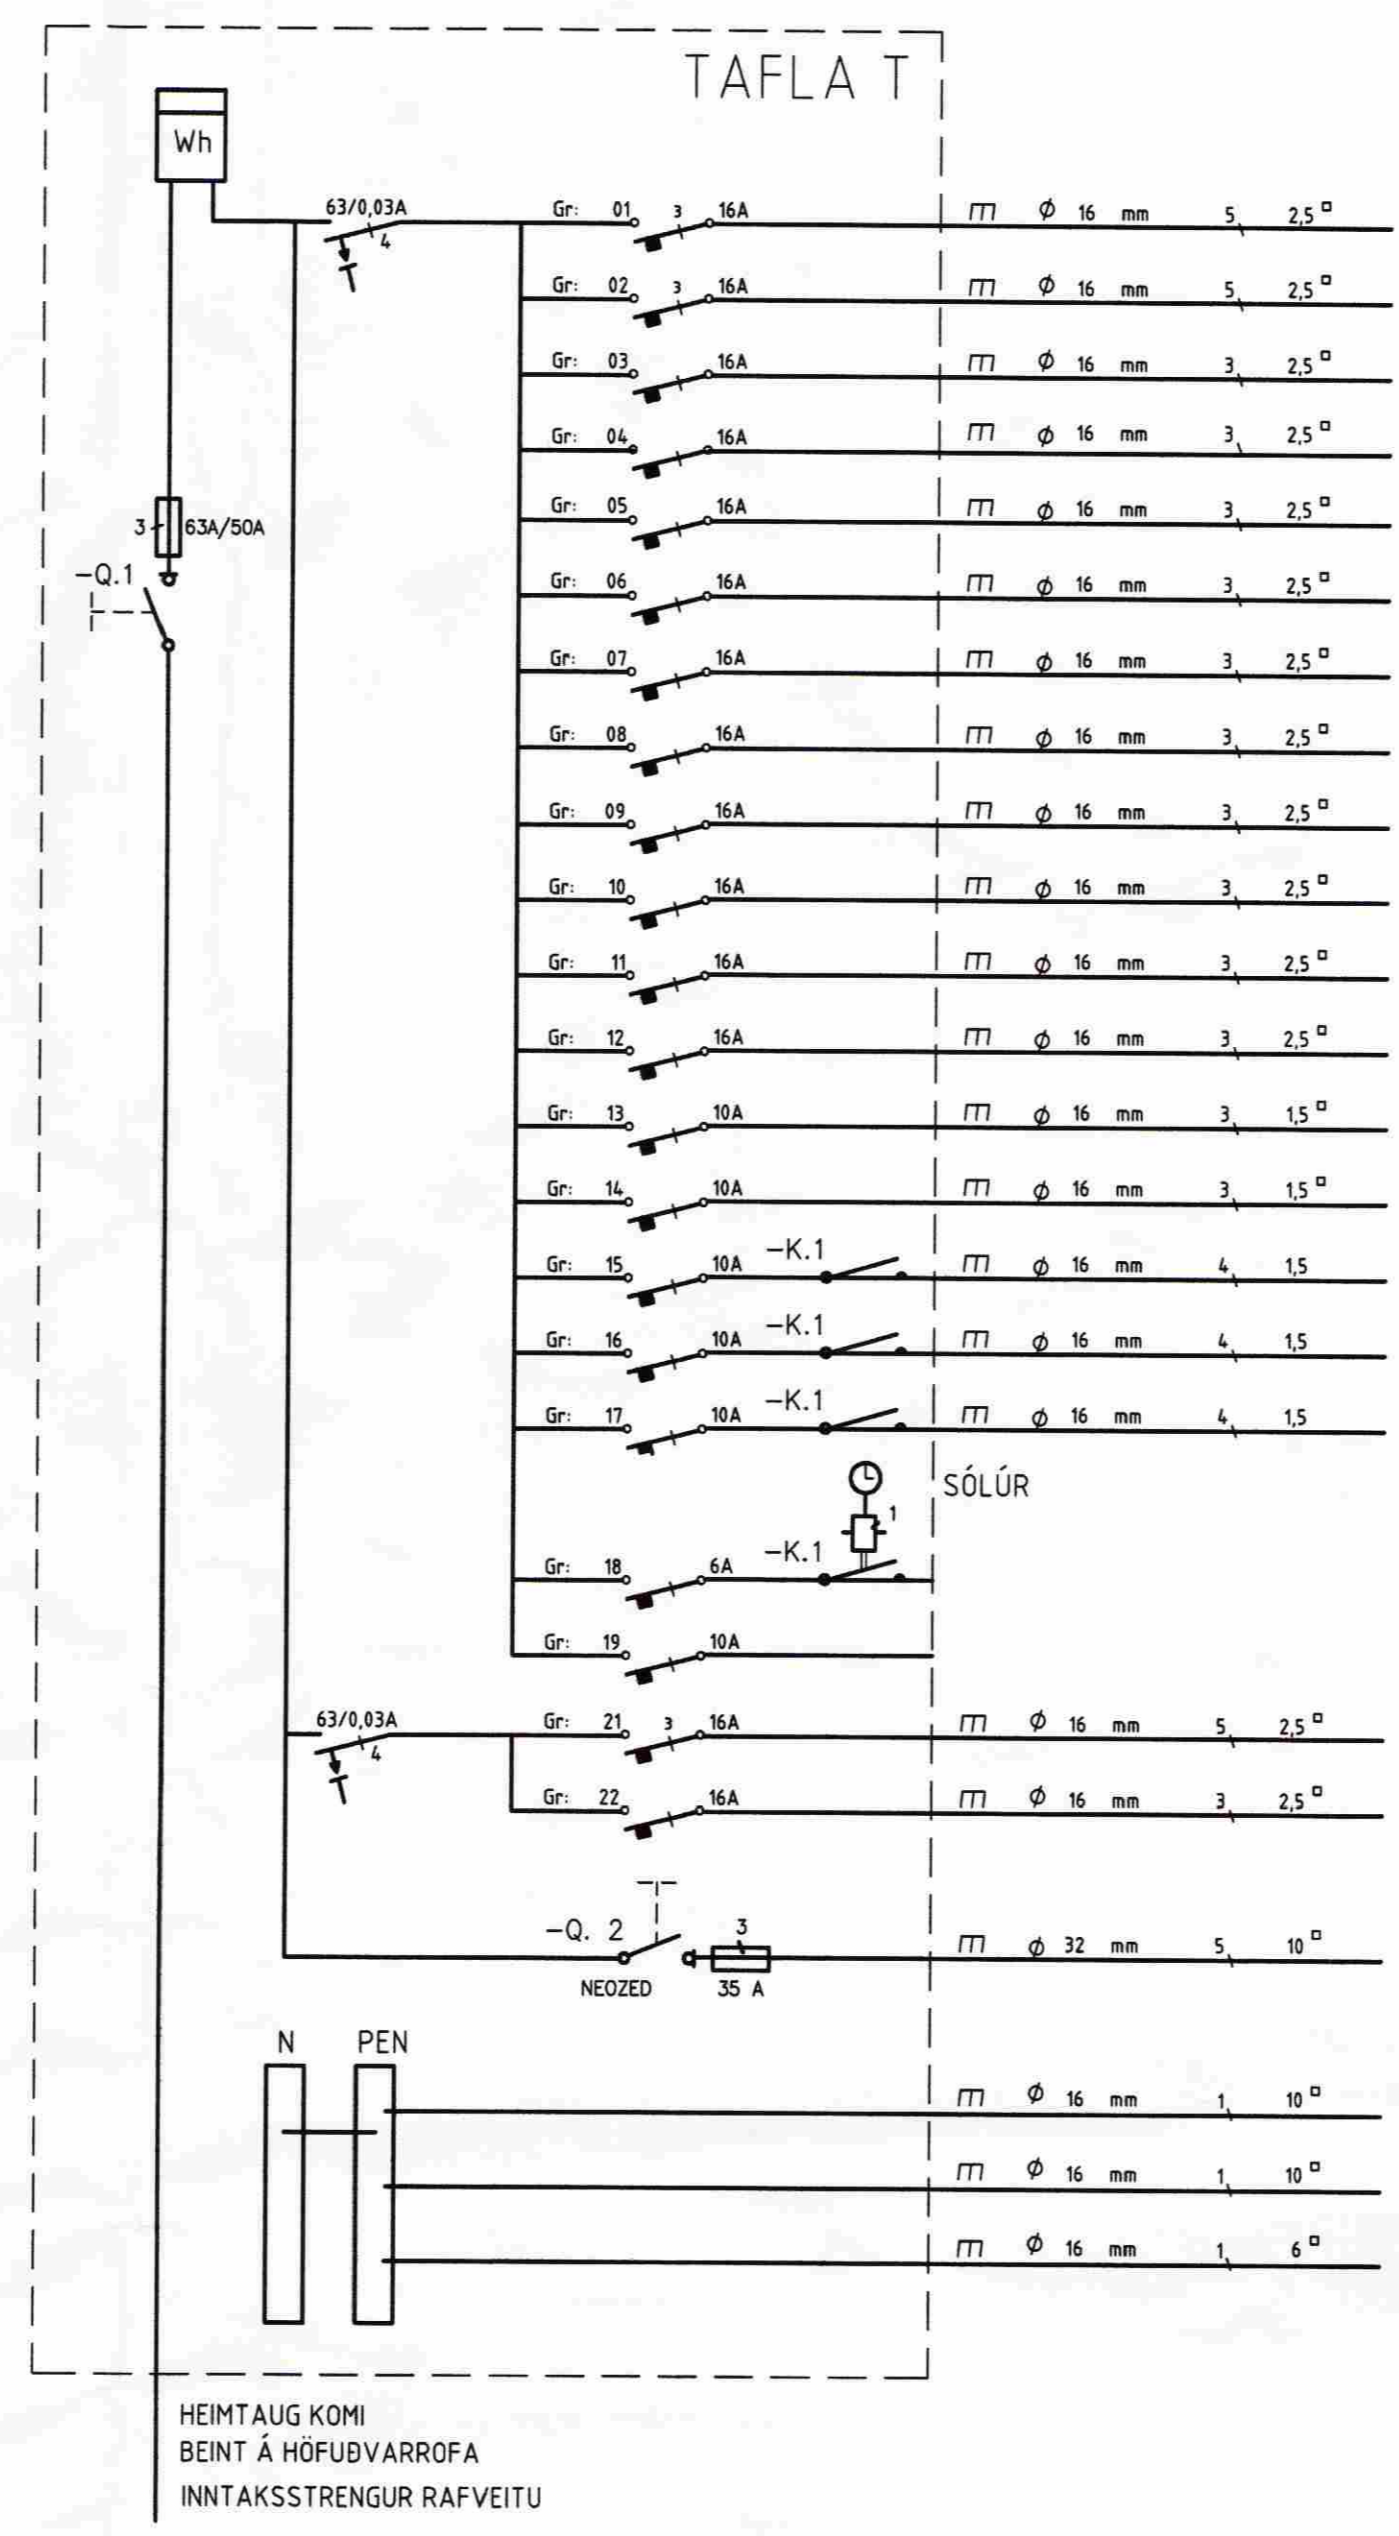 TAFLA T
Wh
63/0,03A
4
Gr: 01 3 16A ø 16 mm 5 2,5 □
Gr: 02 3 16A ø 16 mm 5 2,5 □
Gr: 03 16A ø 16 mm 3 2,5 □
Gr: 04 16A ø 16 mm 3 2,5 □
3 63A/50A
Gr: 05 16A ø 16 mm 3 2,5 □
-Q.1
Gr: 06 16A ø 16 mm 3 2,5 □
Gr: 07 16A ø 16 mm 3 2,5 □
Gr: 08 16A ø 16 mm 3 2,5 □
Gr: 09 16A ø 16 mm 3 2,5 □
Gr: 10 16A ø 16 mm 3 2,5 □
Gr: 11 16A ø 16 mm 3 2,5 □
Gr: 12 16A ø 16 mm 3 2,5 □
Gr: 13 10A ø 16 mm 3 1,5 □
Gr: 14 10A ø 16 mm 3 1,5 □
Gr: 15 10A -K.1 ø 16 mm 4 1,5
Gr: 16 10A -K.1 ø 16 mm 4 1,5
Gr: 17 10A -K.1 ø 16 mm 4 1,5
SÓLÚR
1
Gr: 18 6A -K.1
Gr: 19 10A
63/0,03A
4
Gr: 21 3 16A ø 16 mm 5 2,5 □
Gr: 22 16A ø 16 mm 3 2,5 □
-Q. 2 3 ø 32 mm 5 10 □
NEOZED 35 A
N PEN
ø 16 mm 1 10 □
ø 16 mm 1 10 □
ø 16 mm 1 6 □
HEIMTAUG KOMI
BEINT Á HÖFUÐVARROFA
INNTAKSSTRENGUR RAFVEITU